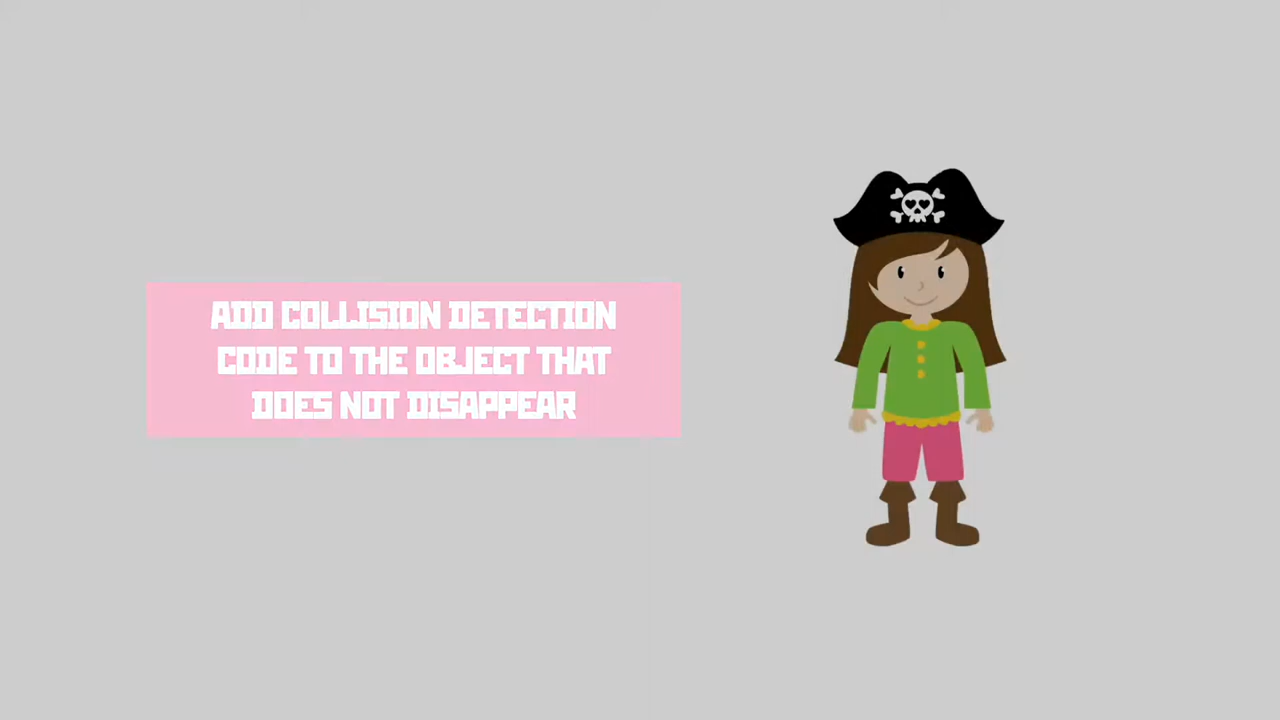 ADD COLLISION DETECTION
CODE TO THE OBJECT THAT
DOES NOT DISAPPEAR